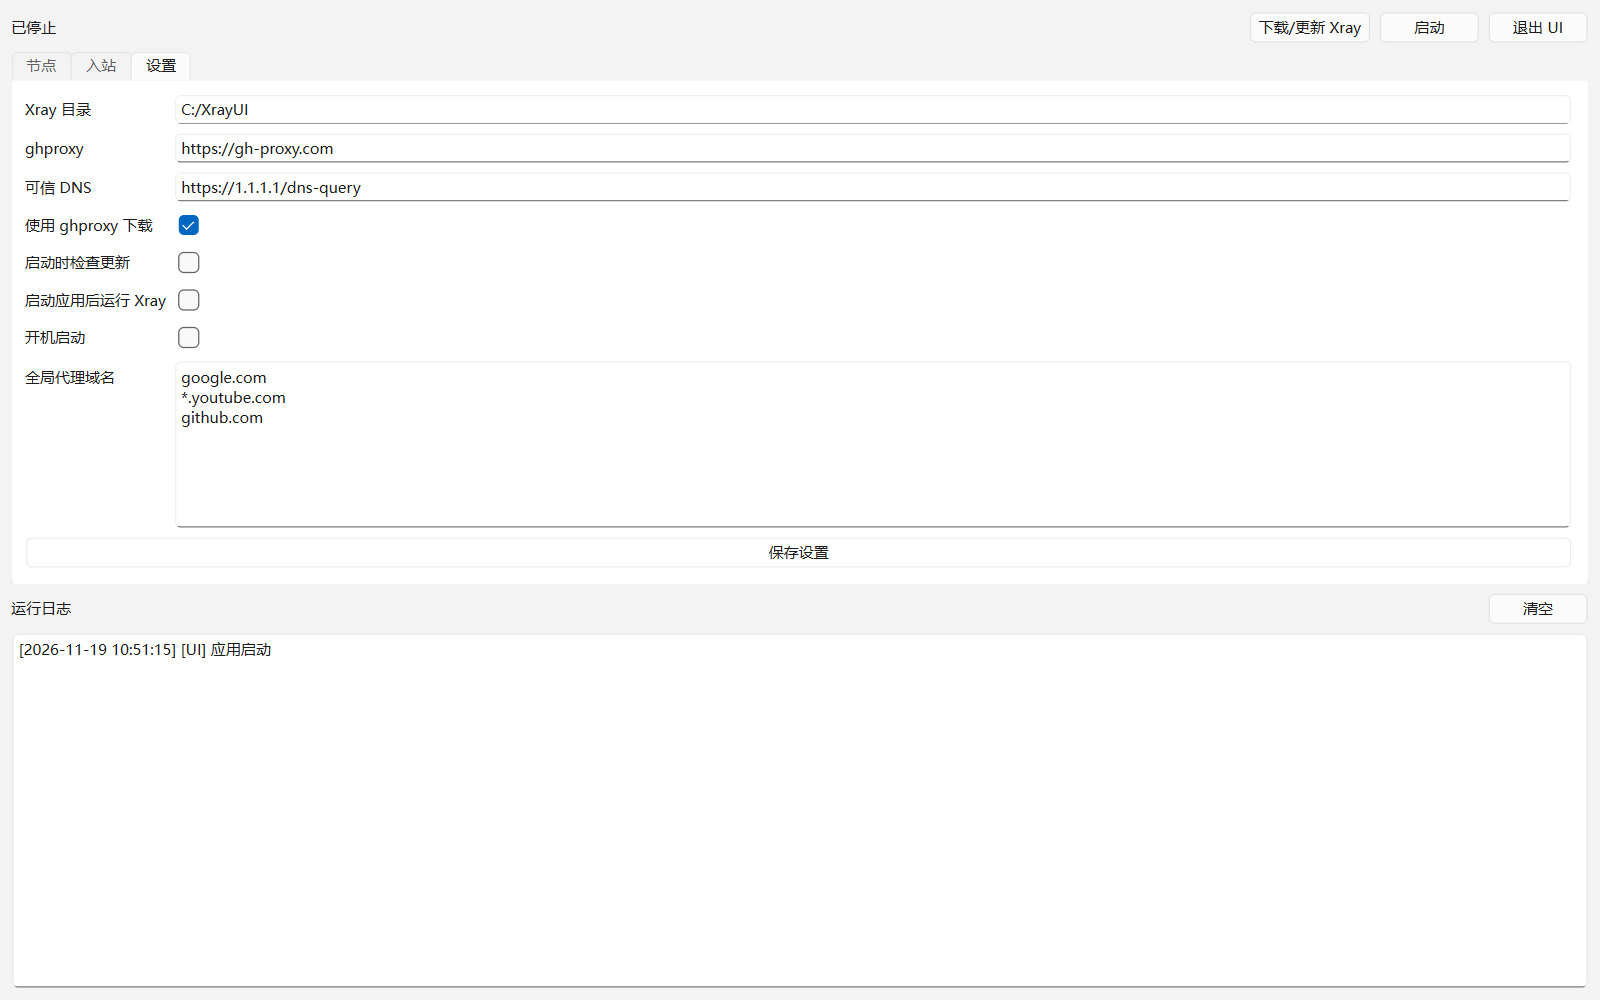 已停止
下载/更新 Xray
启动
退出 UI
节点
入站
设置
Xray 目录
C:/XrayUI
ghproxy
https://gh-proxy.com
可信 DNS
https://1.1.1.1/dns-query
使用 ghproxy 下载
启动时检查更新
启动应用后运行 Xray
开机启动
全局代理域名
google.com
*.youtube.com
github.com
保存设置
运行日志
清空
[2026-11-19 10:51:15] [UI] 应用启动